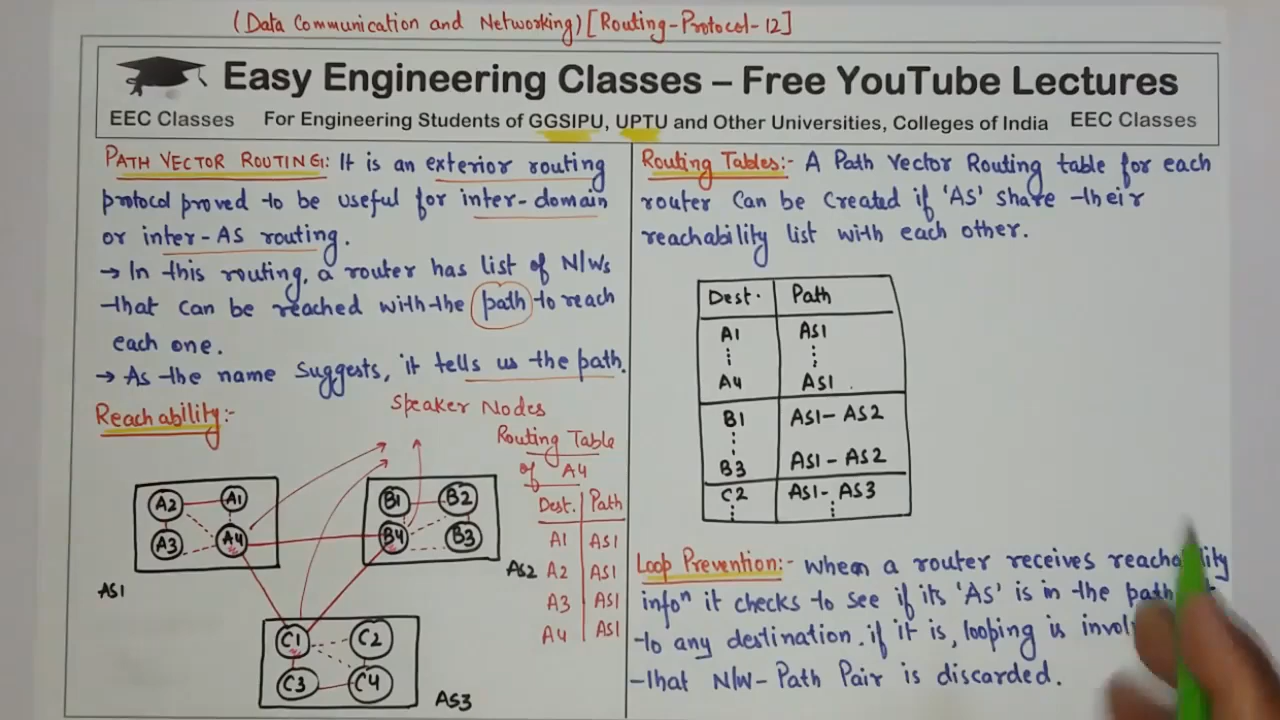 (Data Communication and Networking) [Routing-Protocol-12]
Easy Engineering Classes – Free YouTube Lectures
EEC Classes For Engineering Students of GGSIPU, UPTU and Other Universities, Colleges of India EEC Classes
PATH VECTOR ROUTING: It is an exterior routing
protocol proved to be useful for inter-domain
or inter-AS routing.
→ In this routing, a router has list of N/Ws
that can be reached with the path to reach
each one.
→ As the name suggests, it tells us the path.
Reachability:-
Speaker Nodes
A2 A1
A3 A4
AS1
B1 B2
B4 B3
AS2
C1 C2
C3 C4
AS3
Routing Table
of A4
Dest. Path
A1 AS1
A2 AS1
A3 AS1
A4 AS1
Routing Tables:- A Path Vector Routing table for each
router can be created if 'AS' share their
reachability list with each other.
Dest. Path
A1 AS1
⋮ ⋮
A4 AS1
B1 AS1- AS2
⋮
B3 AS1 - AS2
C2 AS1- AS3
⋮ ⋮
Loop Prevention:- When a router receives reachability
infoⁿ it checks to see if its 'AS' is in the path
to any destination. if it is, looping is
that N/W-Path Pair is discarded.